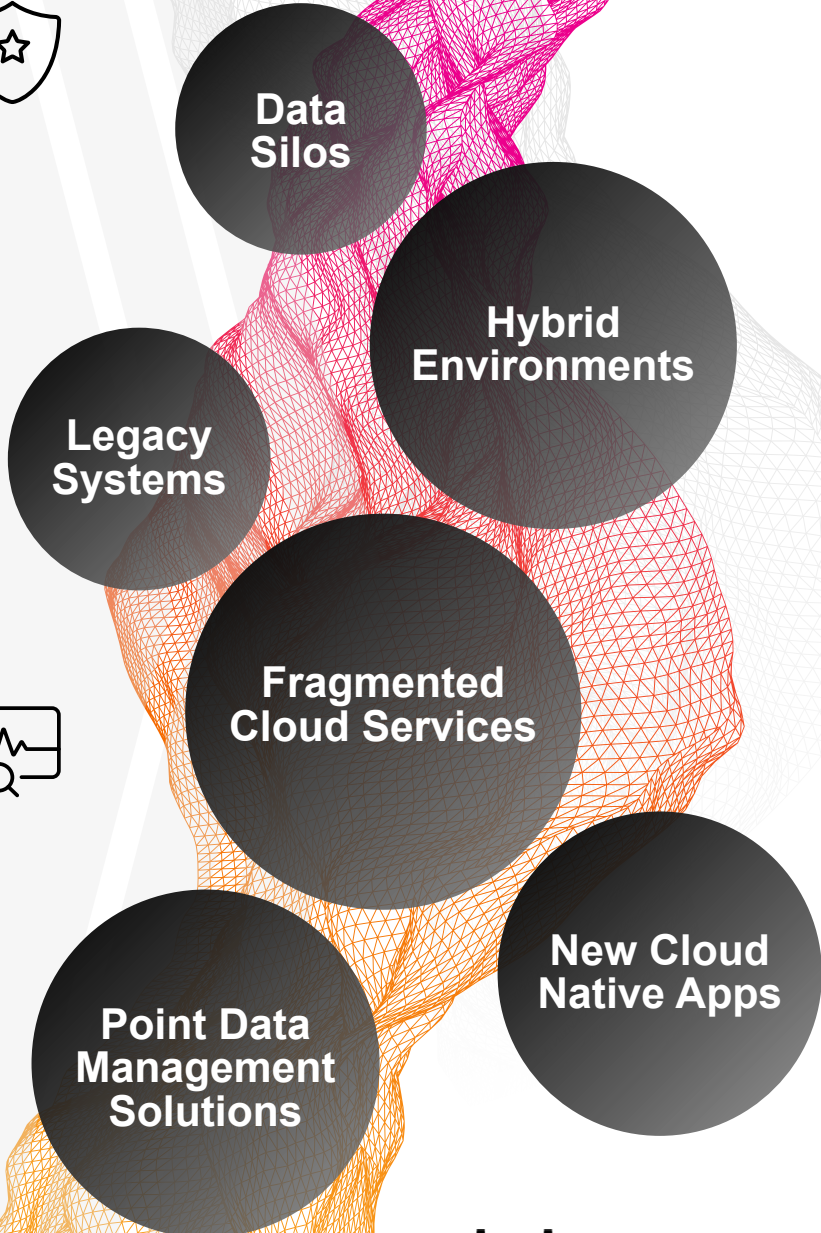 Data
Silos
Hybrid
Environments
Legacy
Systems
Fragmented
Cloud Services
New Cloud
Native Apps
Point Data
Management
Solutions